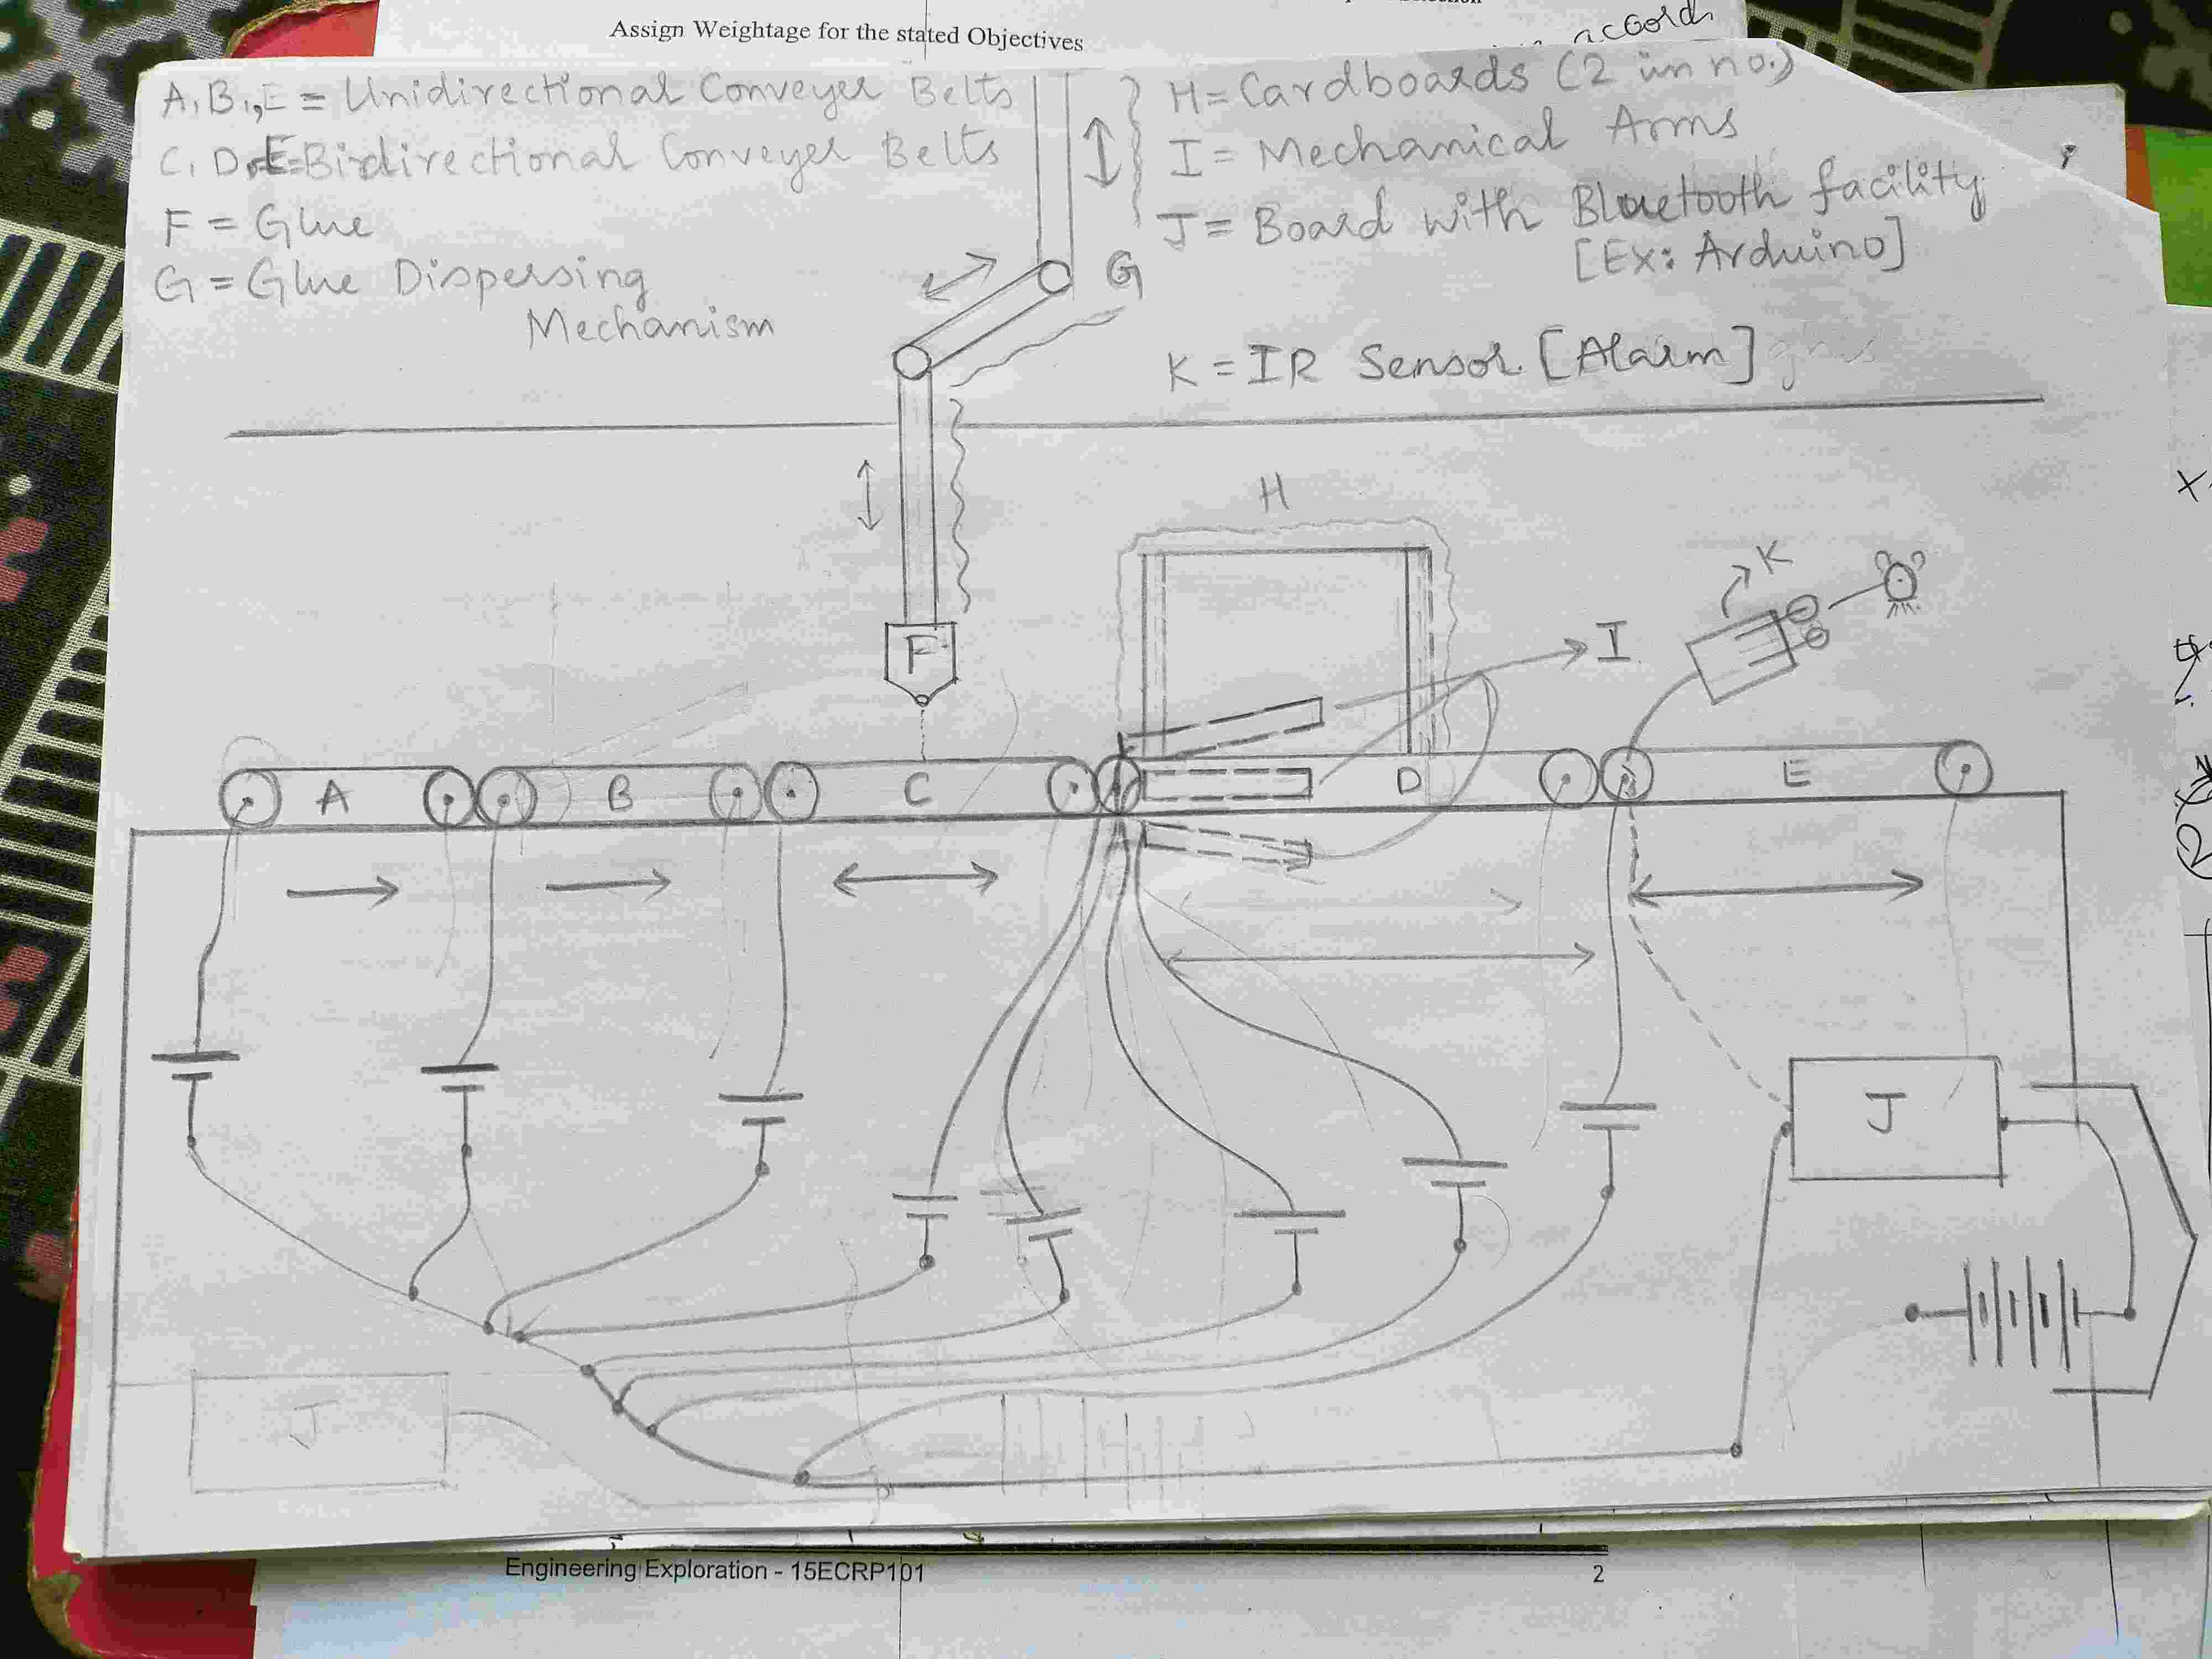 Assign Weightage for the stated Objectives
accord
A, B, E = Unidirectional Conveyer Belts
C, D, E = Bidirectional Conveyer Belts
F = Glue
G = Glue Dispersing
Mechanism
H = Cardboards (2 in no.)
I = Mechanical Arms
J = Board with Bluetooth facility
[Ex: Arduino]
K = IR Sensor [Alarm]
G
H
K
F
I
A
B
C
D
E
J
J
Engineering Exploration - 15ECRP101
2